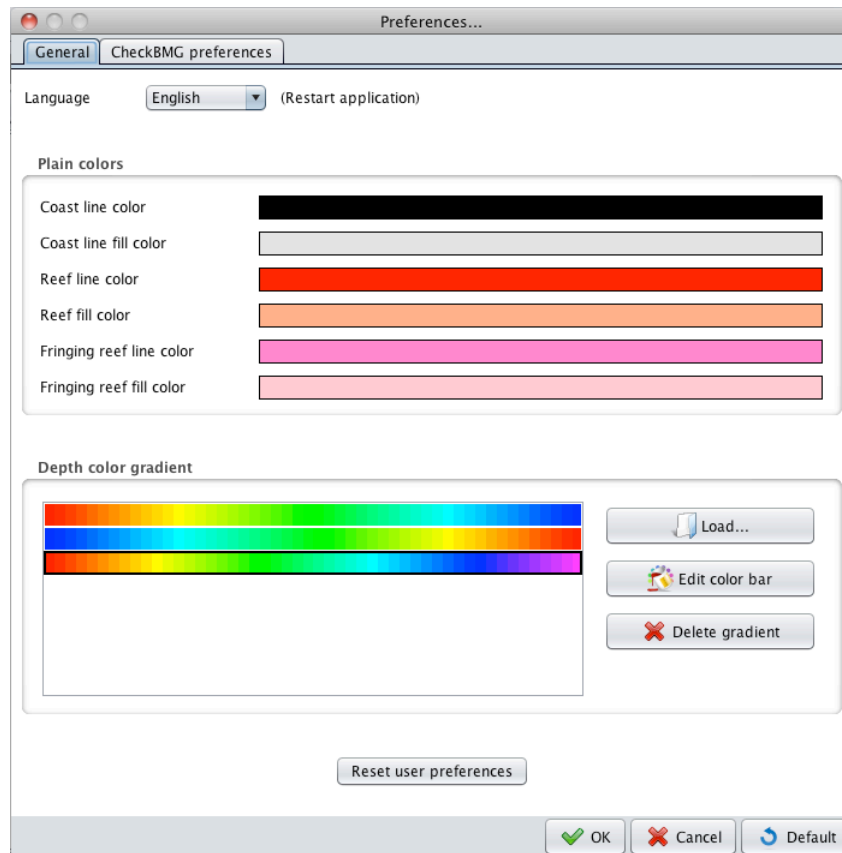 Preferences...
General CheckBMG preferences
Language English (Restart application)
Plain colors
Coast line color
Coast line fill color
Reef line color
Reef fill color
Fringing reef line color
Fringing reef fill color
Depth color gradient
Load...
Edit color bar
Delete gradient
Reset user preferences
OK Cancel Default